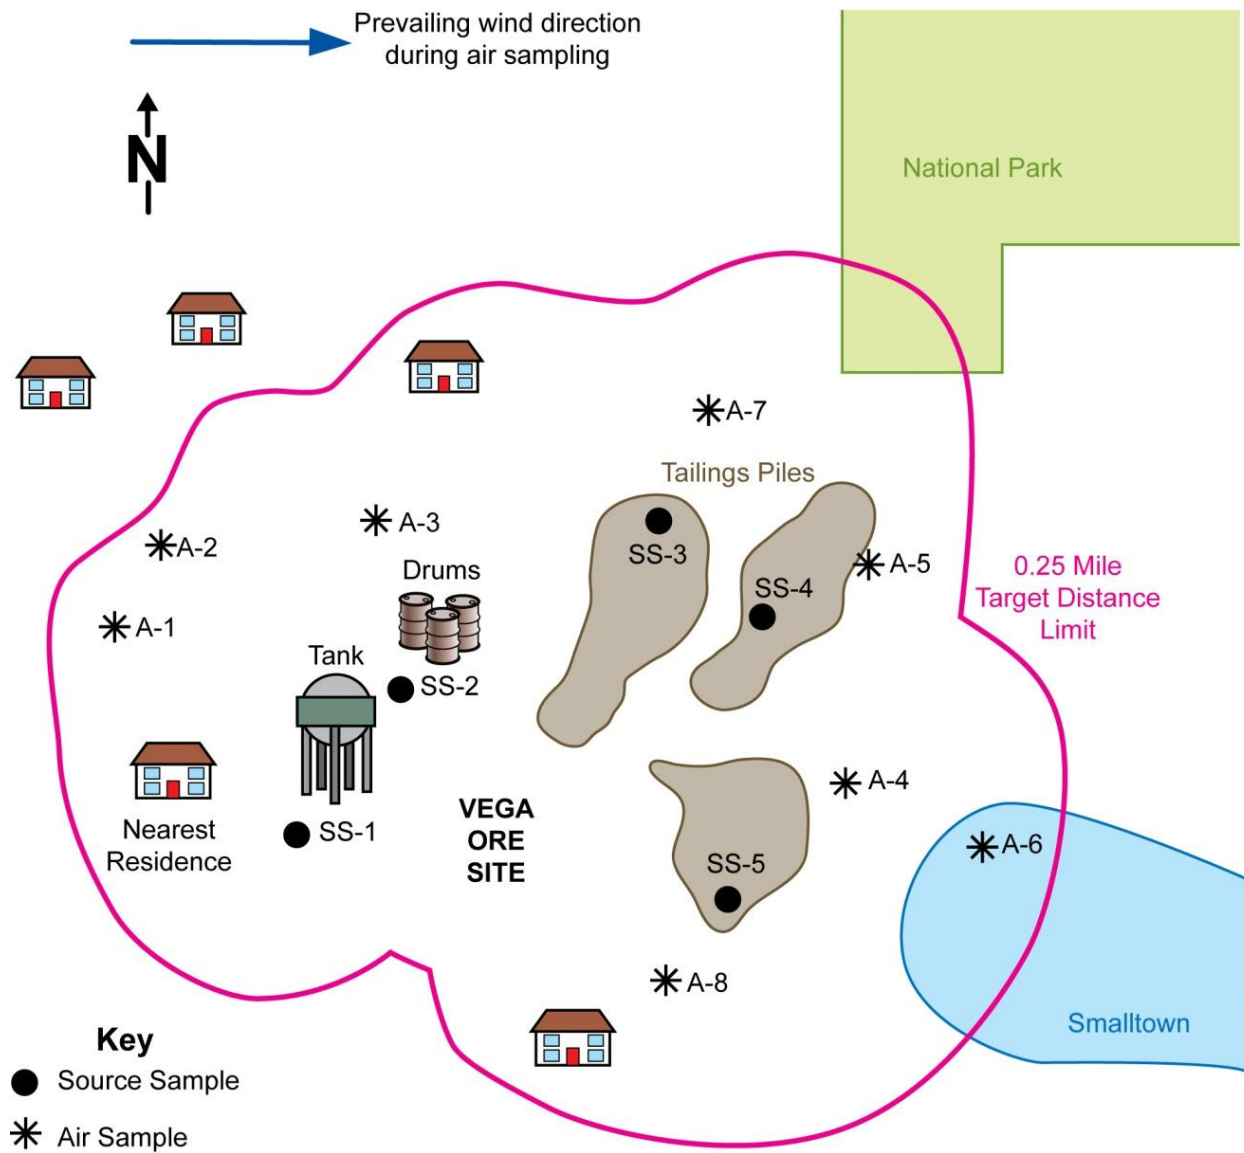 Prevailing wind direction
during air sampling
N
National Park
A-7
Tailings Piles
A-3
SS-3
A-2
A-5
0.25 Mile
Target Distance
Limit
Drums
SS-4
A-1
Tank
SS-2
A-4
VEGA
ORE
SITE
Nearest
Residence
SS-1
A-6
SS-5
A-8
Smalltown
Key
Source Sample
Air Sample